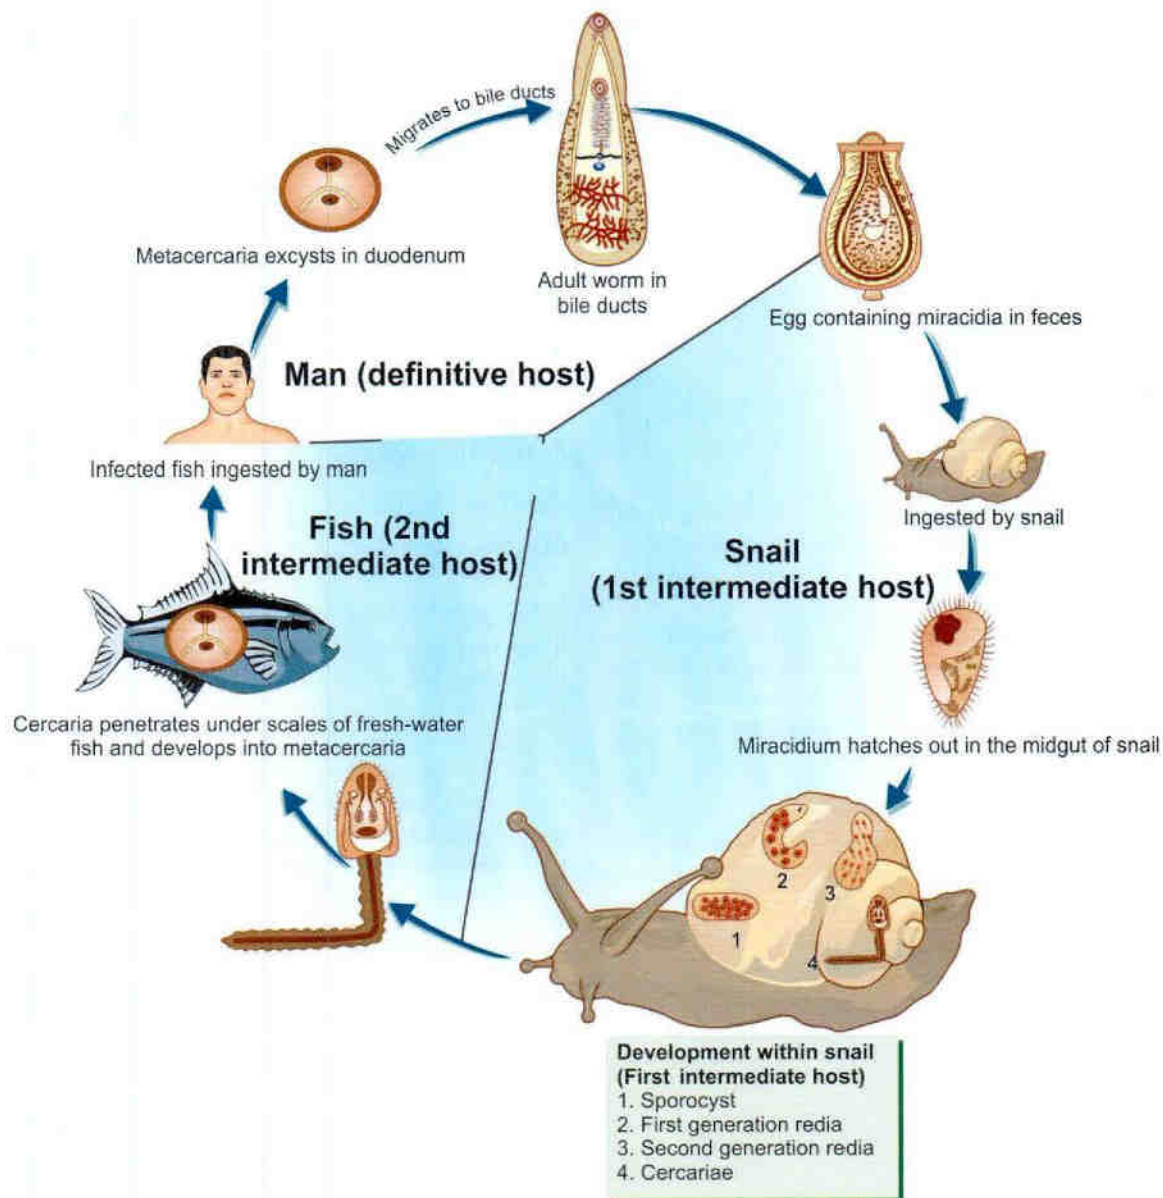 Migrates to bile ducts
Metacercaria excysts in duodenum
Adult worm in
bile ducts
Egg containing miracidia in feces
Man (definitive host)
Infected fish ingested by man
Ingested by snail
Fish (2nd
intermediate host)
Snail
(1st intermediate host)
Cercaria penetrates under scales of fresh-water
fish and develops into metacercaria
Miracidium hatches out in the midgut of snail
2
3
1
4
Development within snail
(First intermediate host)
1. Sporocyst
2. First generation redia
3. Second generation redia
4. Cercariae